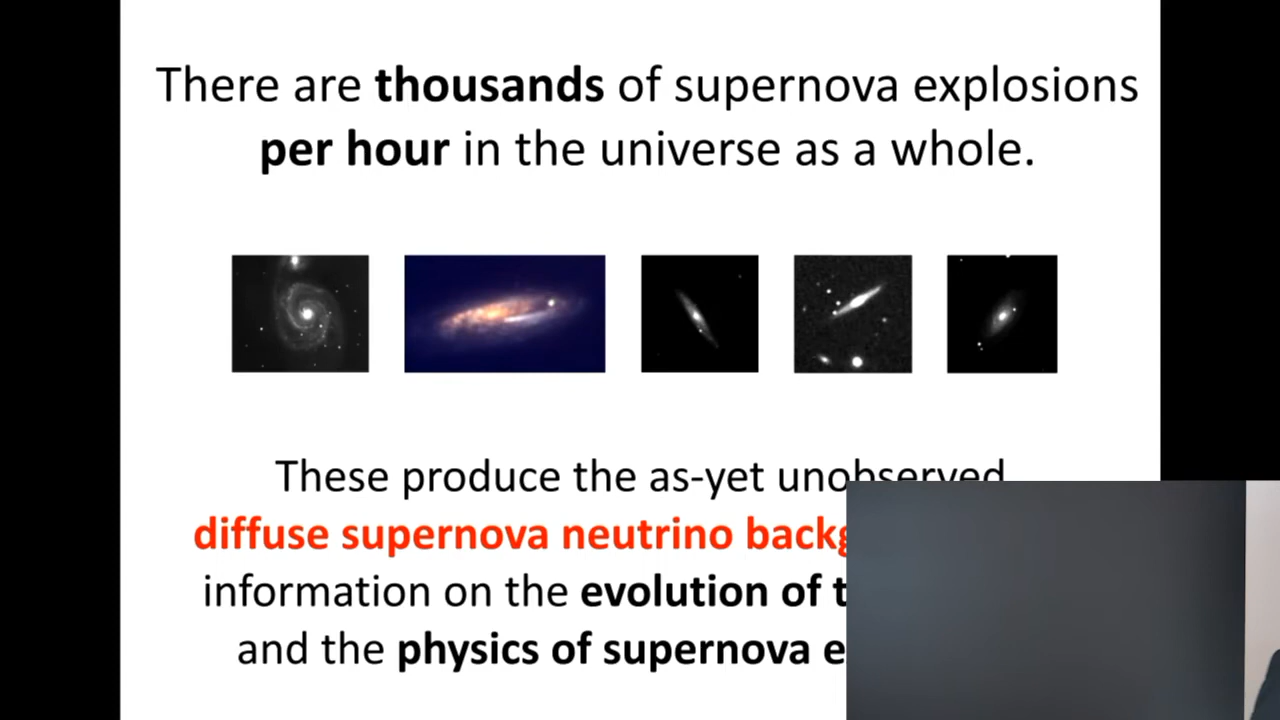 There are thousands of supernova explosions
per hour in the universe as a whole.
These produce the as-yet unobserved
diffuse supernova neutrino
information on the evolution of
and the physics of supernova